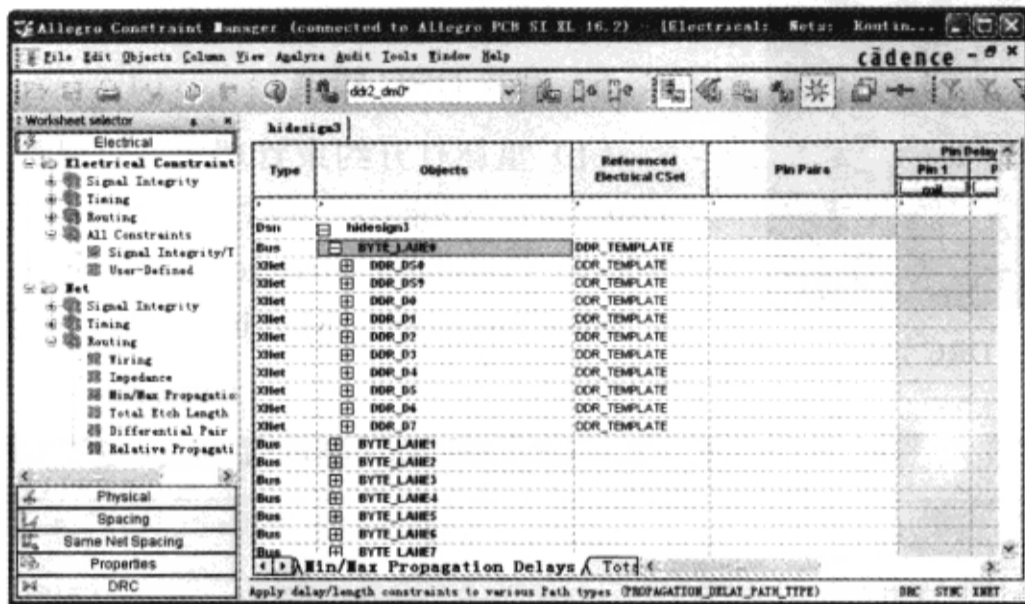 Allegro Constraint Manager (connected to Allegro PCB SI XL 16.2) - [Electrical: Nets: Routin...
File Edit Objects Column View Analyze Audit Tools Window Help
cādence
ddr2_dm0*
Worksheet selector
Electrical
Electrical Constraint
Signal Integrity
Timing
Routing
All Constraints
Signal Integrity/T
User-Defined
Net
Signal Integrity
Timing
Routing
Wiring
Impedance
Min/Max Propagatio
Total Etch Length
Differential Pair
Relative Propagati
Physical
Spacing
Same Net Spacing
Properties
DRC
hidesign3
Type Objects Referenced Electrical CSet Pin Pairs Pin Delay
Pin 1 P
mil
* * * * *
Dsn hidesign3
Bus BYTE_LANE0 DDR_TEMPLATE
XNet DDR_DS0 DDR_TEMPLATE
XNet DDR_DS9 DDR_TEMPLATE
XNet DDR_D0 DDR_TEMPLATE
XNet DDR_D1 DDR_TEMPLATE
XNet DDR_D2 DDR_TEMPLATE
XNet DDR_D3 DDR_TEMPLATE
XNet DDR_D4 DDR_TEMPLATE
XNet DDR_D5 DDR_TEMPLATE
XNet DDR_D6 DDR_TEMPLATE
XNet DDR_D7 DDR_TEMPLATE
Bus BYTE_LANE1
Bus BYTE_LANE2
Bus BYTE_LANE3
Bus BYTE_LANE4
Bus BYTE_LANE5
Bus BYTE_LANE6
Bus BYTE_LANE7
Min/Max Propagation Delays Tota
Apply delay/length constraints to various Path types (PROPAGATION_DELAY_PATH_TYPE) DRC SYNC XNET